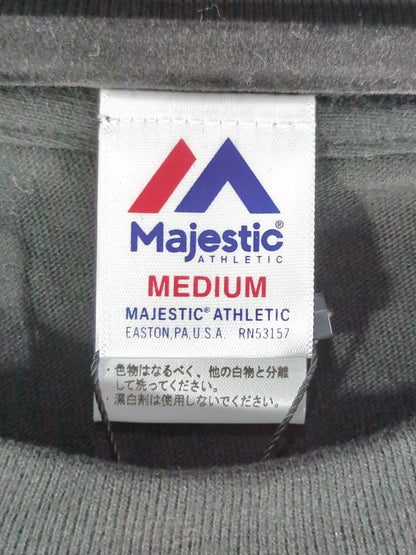 Majestic®
ATHLETIC
MEDIUM
MAJESTIC® ATHLETIC
EASTON,PA,U.S.A. RN53157
・色物はなるべく、他の白物と分離
して洗ってください。
・漂白剤は使用しないでください。